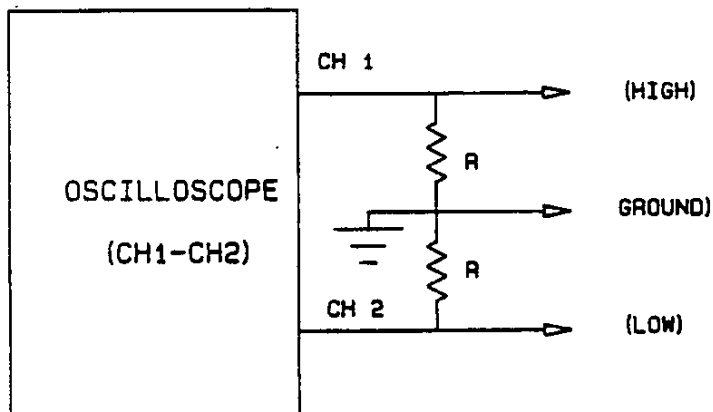 CH 1
(HIGH)
R
OSCILLOSCOPE
GROUND)
(CH1-CH2)
R
CH 2
(LOW)